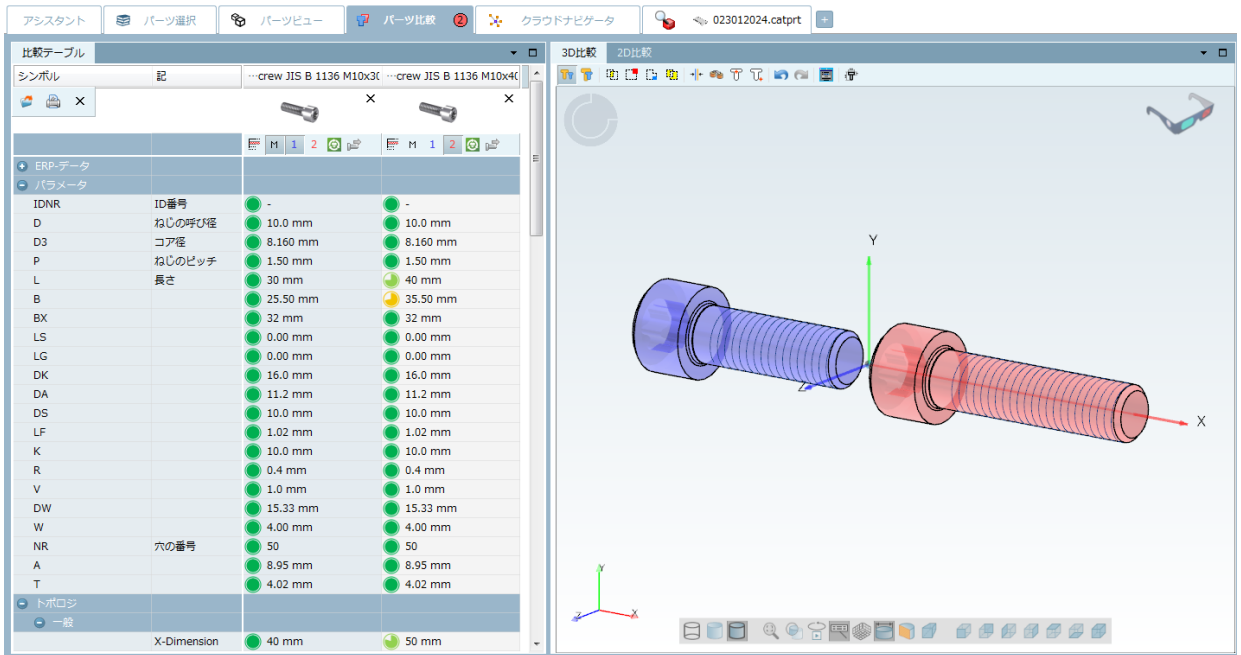 アシスタント パーツ選択 パーツビュー パーツ比較 2 クラウドナビゲータ 023012024.catprt +
比較テーブル
シンボル 記 ···crew JIS B 1136 M10x3( ···crew JIS B 1136 M10x4(
M 1 2 M 1 2
ERP-データ
パラメータ
IDNR ID番号 - -
D ねじの呼び径 10.0 mm 10.0 mm
D3 コア径 8.160 mm 8.160 mm
P ねじのピッチ 1.50 mm 1.50 mm
L 長さ 30 mm 40 mm
B 25.50 mm 35.50 mm
BX 32 mm 32 mm
LS 0.00 mm 0.00 mm
LG 0.00 mm 0.00 mm
DK 16.0 mm 16.0 mm
DA 11.2 mm 11.2 mm
DS 10.0 mm 10.0 mm
LF 1.02 mm 1.02 mm
K 10.0 mm 10.0 mm
R 0.4 mm 0.4 mm
V 1.0 mm 1.0 mm
DW 15.33 mm 15.33 mm
W 4.00 mm 4.00 mm
NR 穴の番号 50 50
A 8.95 mm 8.95 mm
T 4.02 mm 4.02 mm
トポロジ
一般
X-Dimension 40 mm 50 mm
3D比較 2D比較
Y
Z
X
Y
Z
X